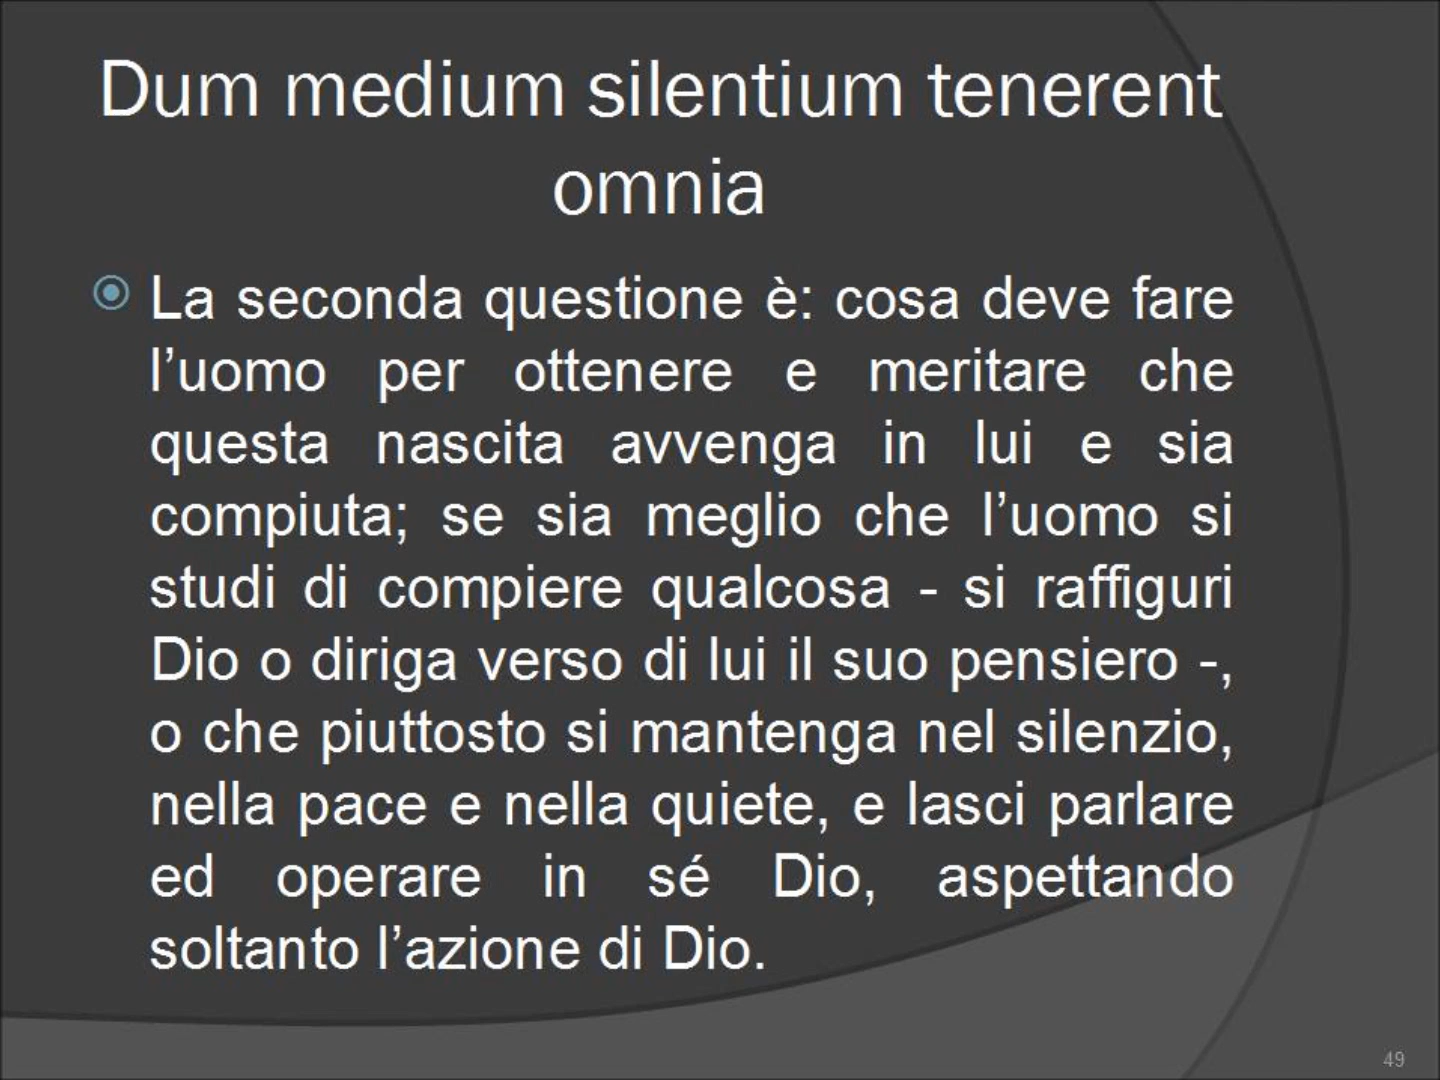 Dum medium silentium tenerent
omnia
La seconda questione è: cosa deve fare
l’uomo per ottenere e meritare che
questa nascita avvenga in lui e sia
compiuta; se sia meglio che l’uomo si
studi di compiere qualcosa - si raffiguri
Dio o diriga verso di lui il suo pensiero -,
o che piuttosto si mantenga nel silenzio,
nella pace e nella quiete, e lasci parlare
ed operare in sé Dio, aspettando
soltanto l’azione di Dio.
49